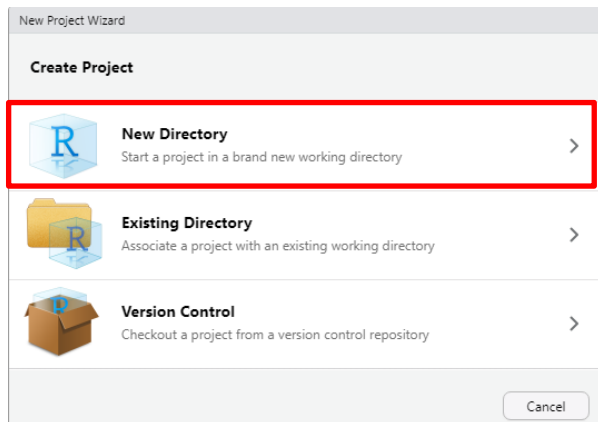 New Project Wizard
Create Project
R
New Directory
Start a project in a brand new working directory
R
Existing Directory
Associate a project with an existing working directory
R
Version Control
Checkout a project from a version control repository
Cancel